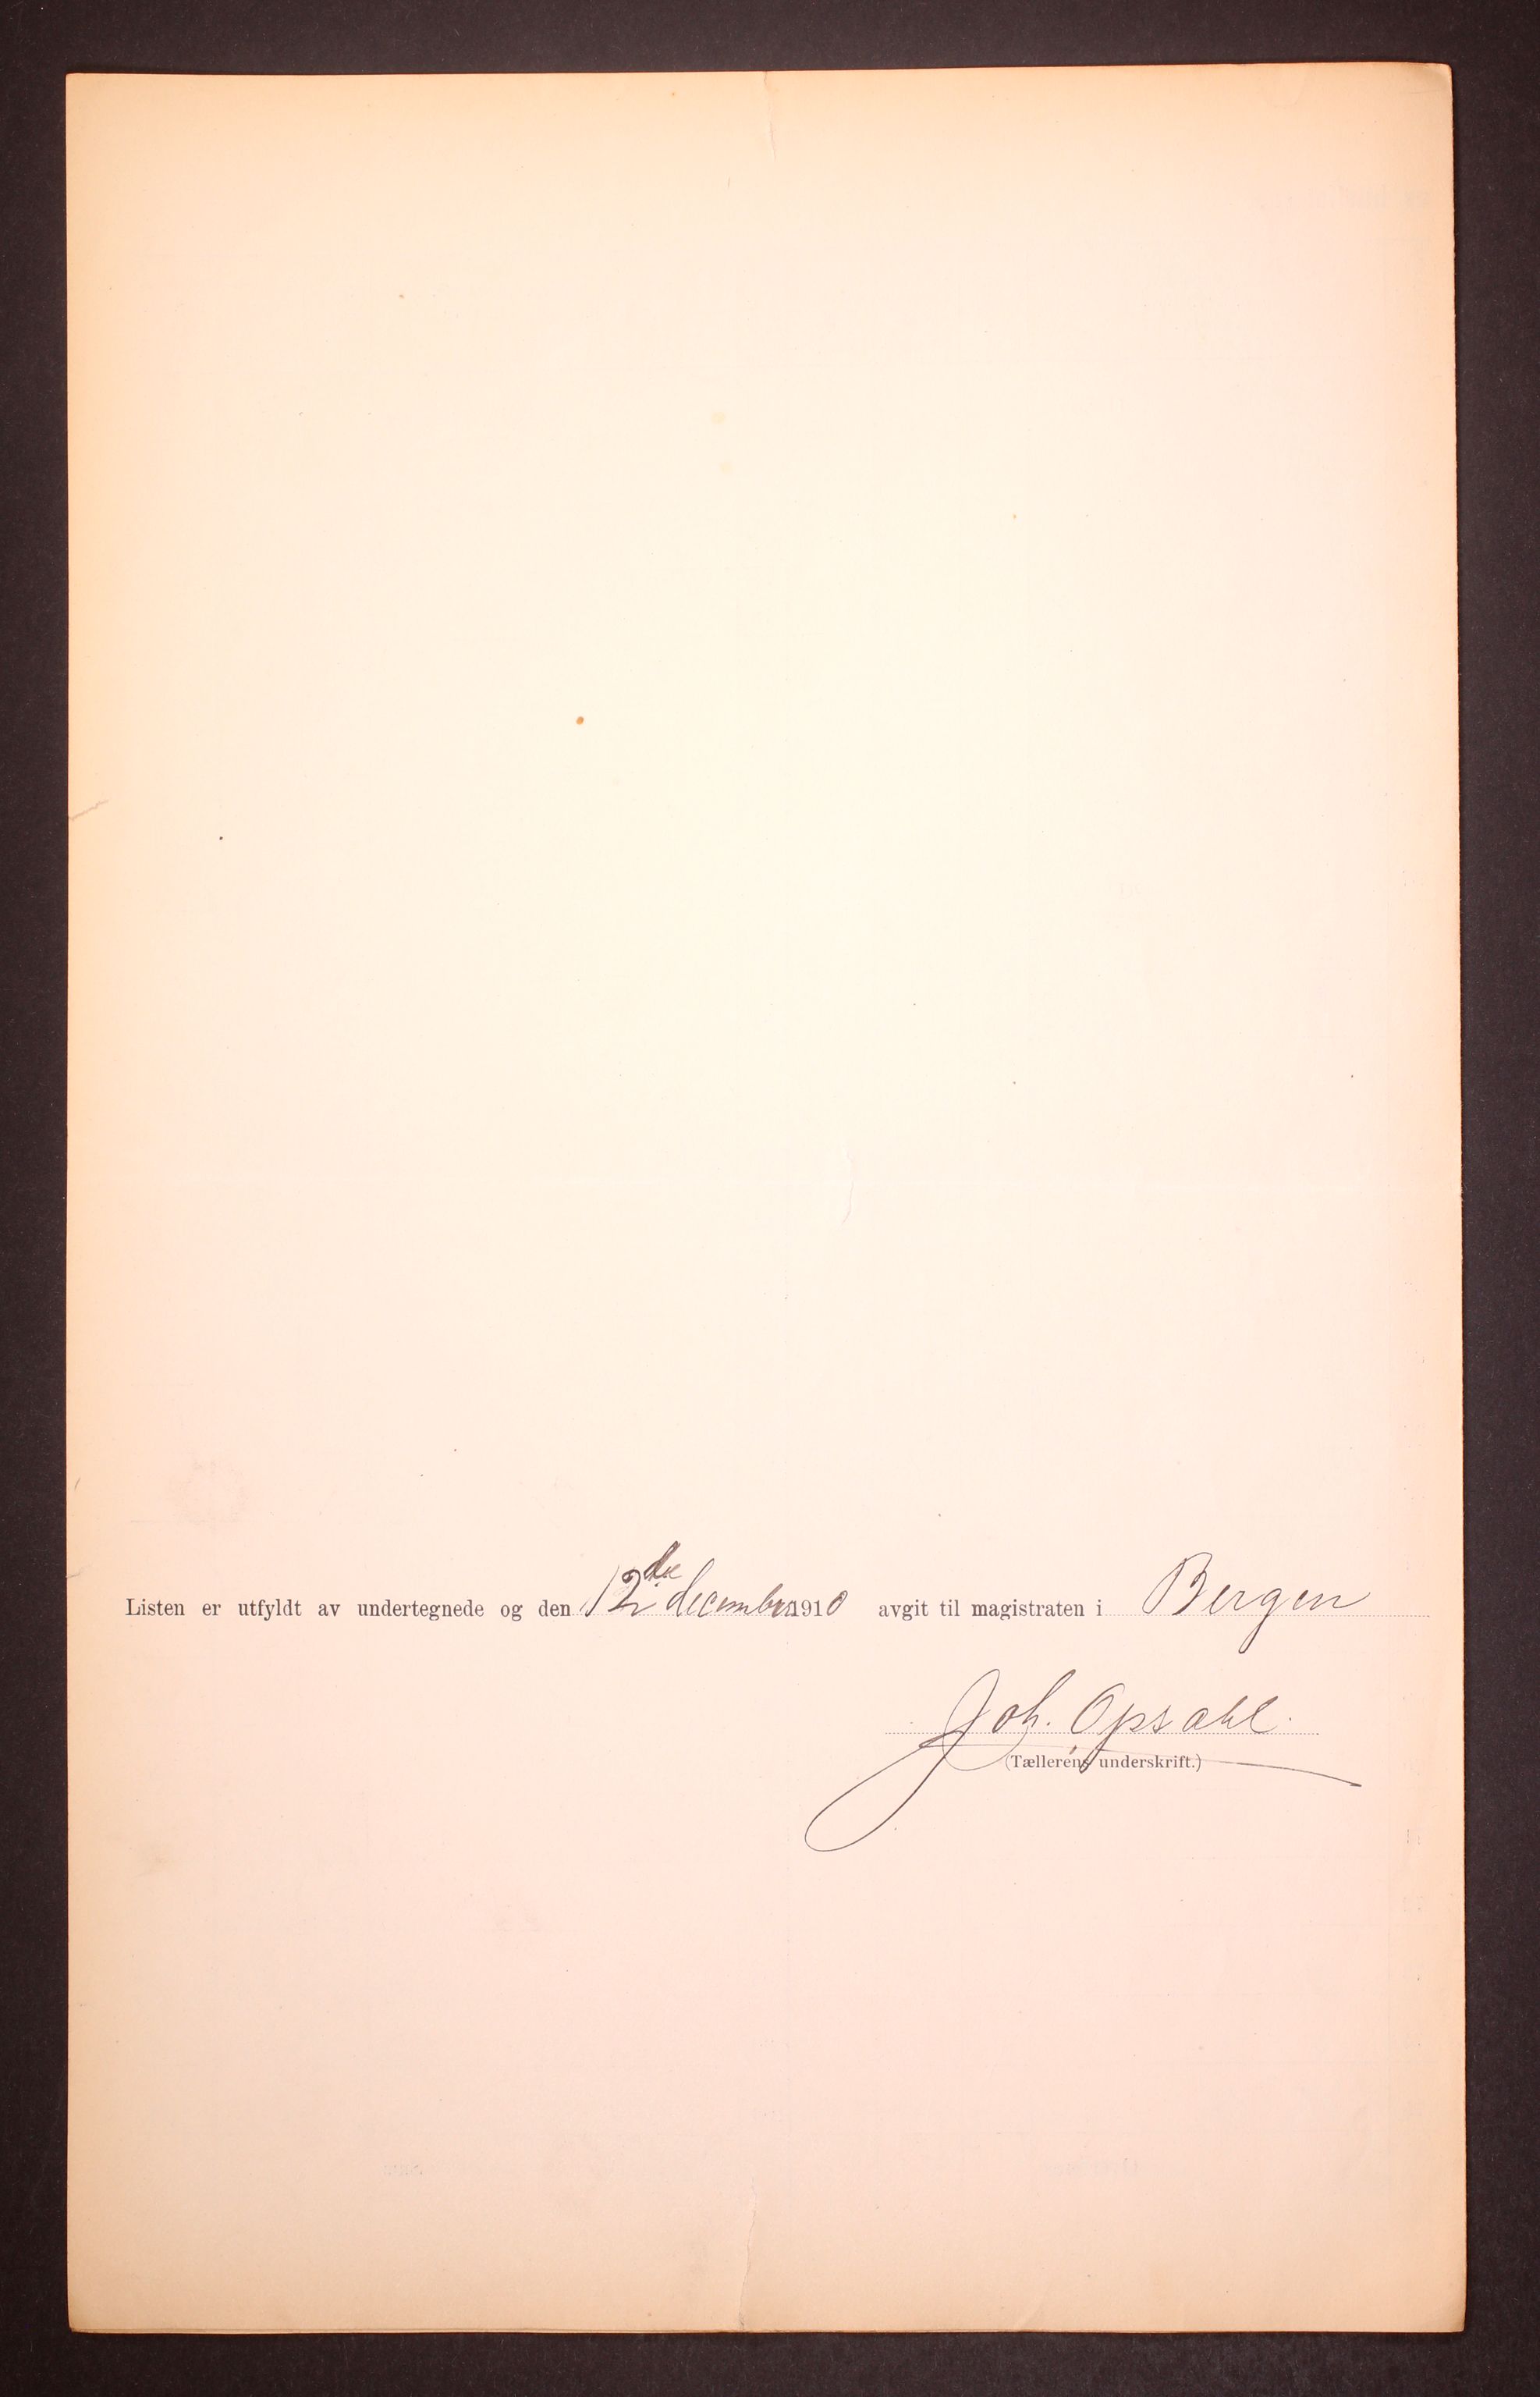 Listen er utfyldt av undertegnede og den 12te december 1910 avgit til magistraten i Bergen
Joh. Opsahl.
(Tællerens underskrift.)